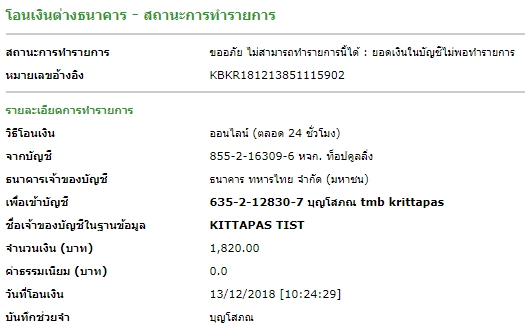 โอนเงินต่างธนาคาร - สถานะการทำรายการ
สถานะการทำรายการ ขออภัย ไม่สามารถทำรายการนี้ได้ : ยอดเงินในบัญชีไม่พอทำรายการ
หมายเลขอ้างอิง KBKR181213851115902
รายละเอียดการทำรายการ
วิธีโอนเงิน ออนไลน์ (ตลอด 24 ชั่วโมง)
จากบัญชี 855-2-16309-6 หจก. ท็อปคูลลิ่ง
ธนาคารเจ้าของบัญชี ธนาคาร ทหารไทย จำกัด (มหาชน)
เพื่อเข้าบัญชี 635-2-12830-7 บุญโสภณ tmb krittapas
ชื่อเจ้าของบัญชีในฐานข้อมูล KITTAPAS TIST
จำนวนเงิน (บาท) 1,820.00
ค่าธรรมเนียม (บาท) 0.0
วันที่โอนเงิน 13/12/2018 [10:24:29]
บันทึกช่วยจำ บุญโสภณ